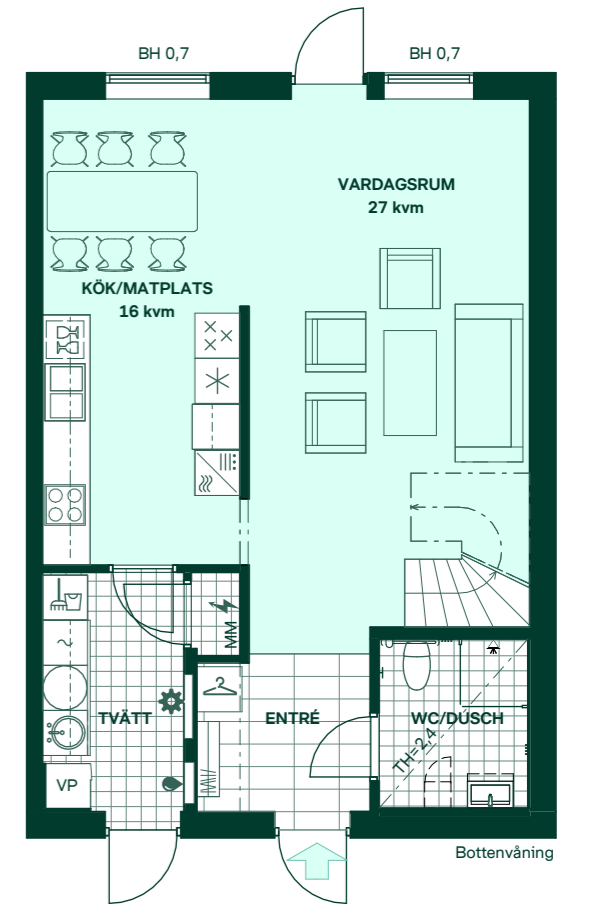 BH 0,7
BH 0,7
VARDAGSRUM
27 kvm
KÖK/MATPLATS
16 kvm
MM
TVÄTT
ENTRÉ
WC/DUSCH
TH=2,4
VP
Bottenvåning